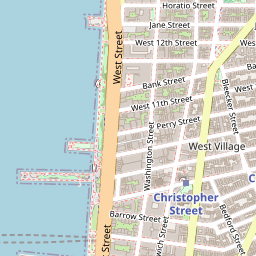 Horatio Street
Jane Street
West 12th Street
West Street
Bank Street
Bleecker Street
West 11th Street
Perry Street
West Village
Washington Street
Christopher
Street
Barrow Street
Bedford Street
Street